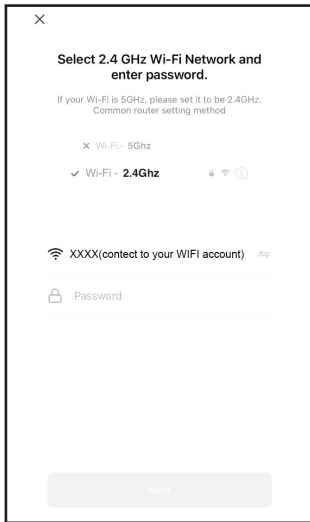 Select 2.4 GHz Wi-Fi Network and
enter password.
If your Wi-Fi is 5GHz, please set it to be 2.4GHz.
Common router setting method
Wi-Fi - 5Ghz
Wi-Fi - 2.4Ghz
XXXX(contect to your WIFI account)
Password
Next